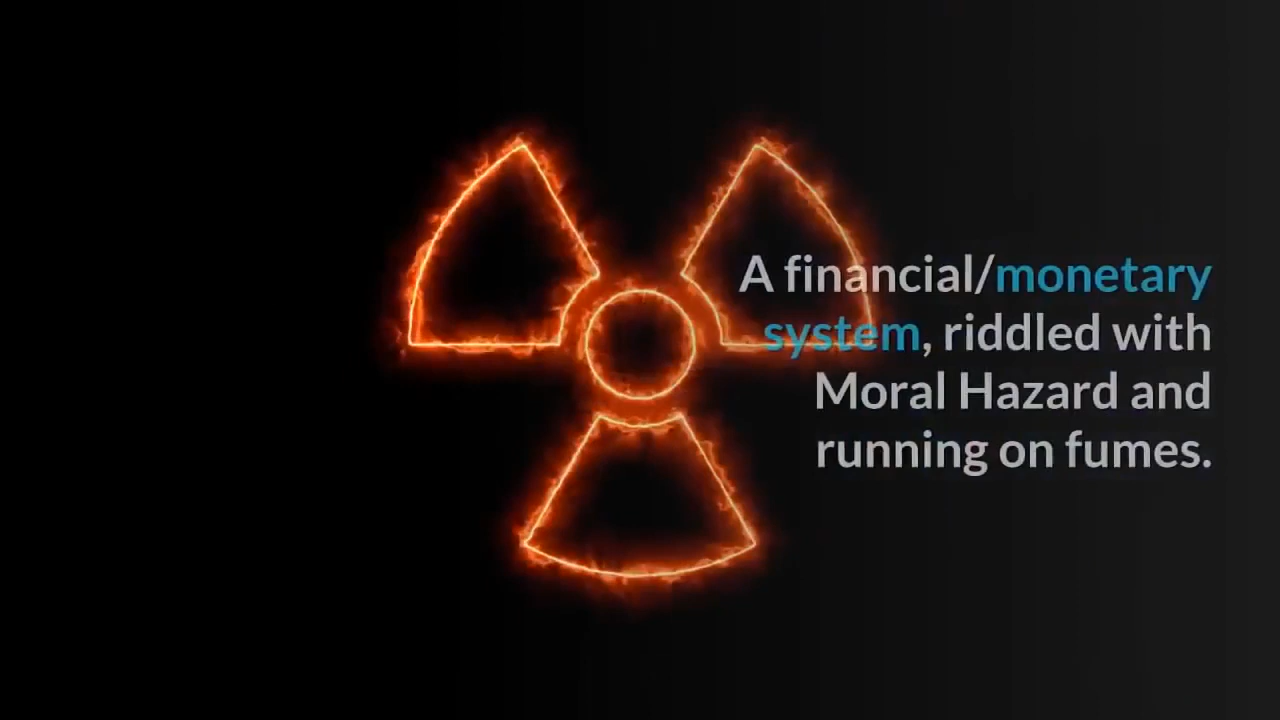 A financial/monetary
system, riddled with
Moral Hazard and
running on fumes.